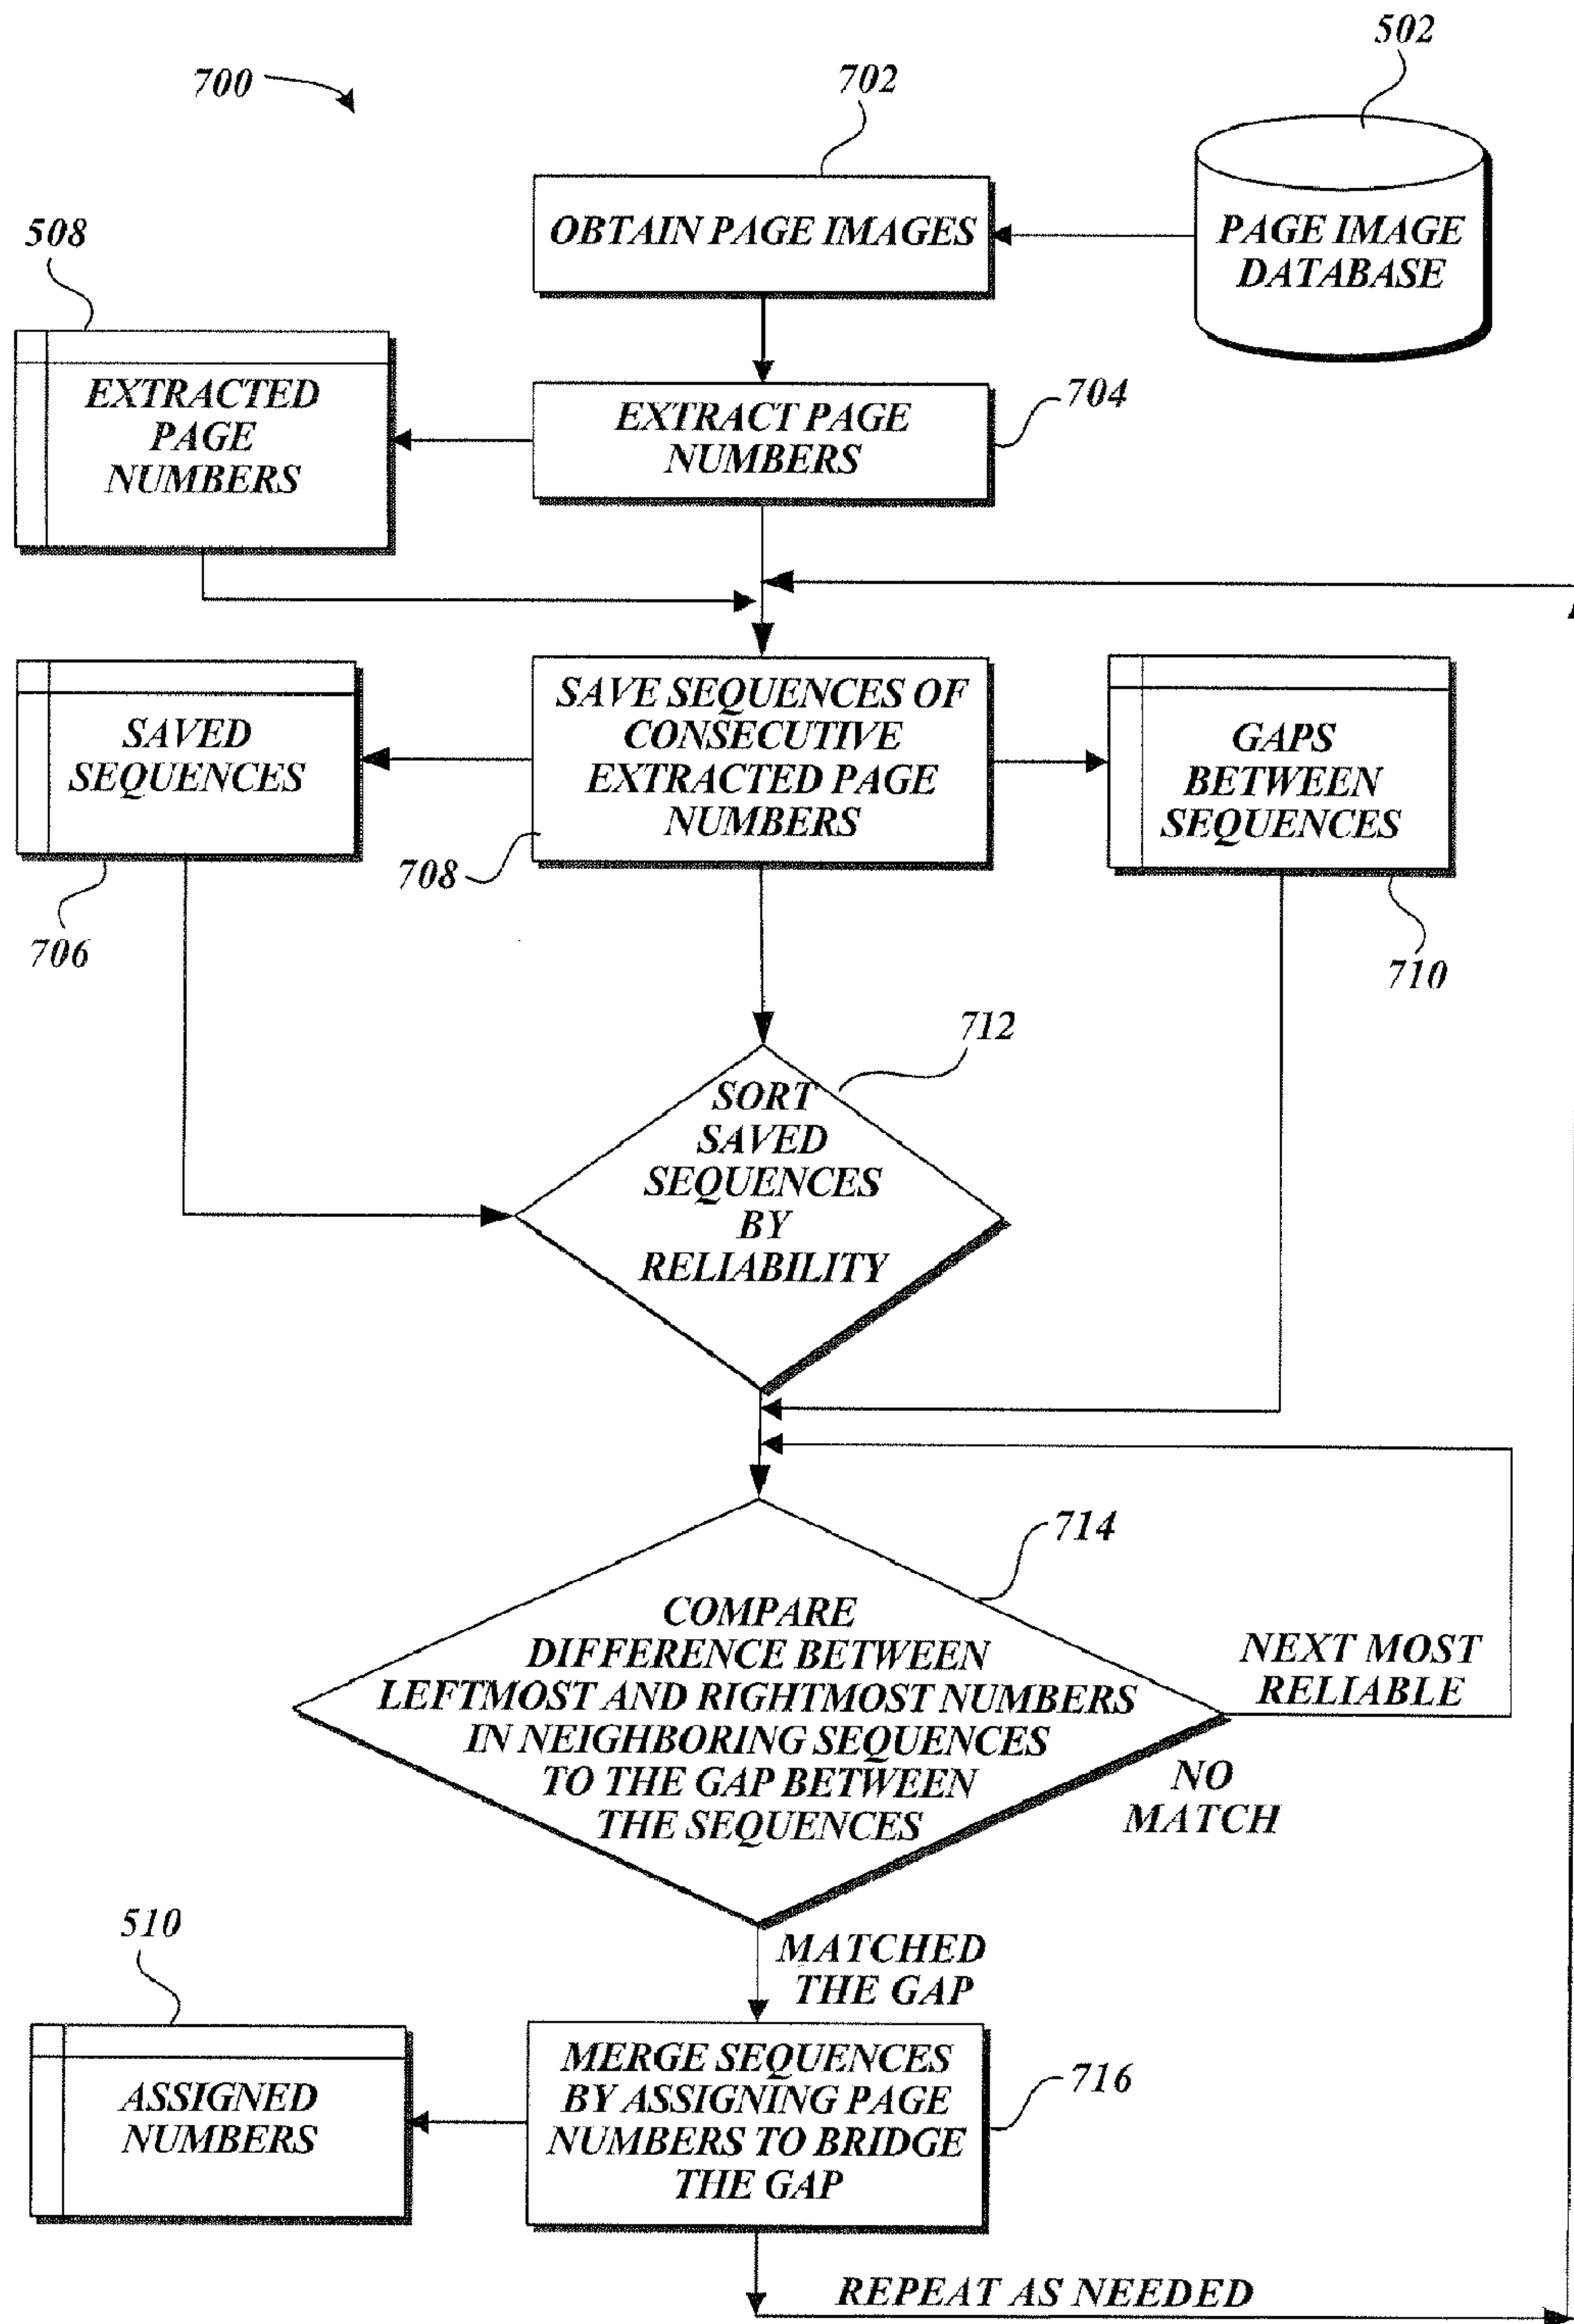 502
700
702
OBTAIN PAGE IMAGES
PAGE IMAGE
DATABASE
508
EXTRACTED
PAGE
NUMBERS
EXTRACT PAGE
NUMBERS
704
SAVED
SEQUENCES
SAVE SEQUENCES OF
CONSECUTIVE
EXTRACTED PAGE
NUMBERS
GAPS
BETWEEN
SEQUENCES
708
706
710
712
SORT
SAVED
SEQUENCES
BY
RELIABILITY
714
COMPARE
DIFFERENCE BETWEEN
LEFTMOST AND RIGHTMOST NUMBERS
IN NEIGHBORING SEQUENCES
TO THE GAP BETWEEN
THE SEQUENCES
NEXT MOST
RELIABLE
NO
MATCH
MATCHED
THE GAP
510
ASSIGNED
NUMBERS
MERGE SEQUENCES
BY ASSIGNING PAGE
NUMBERS TO BRIDGE
THE GAP
716
REPEAT AS NEEDED